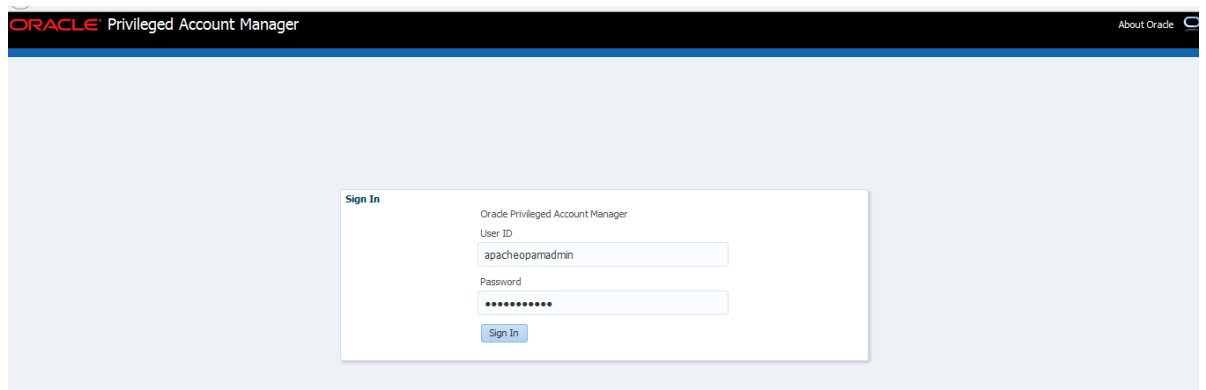 ORACLE Privileged Account Manager
About Oracle
Sign In
Oracle Privileged Account Manager
User ID
apacheopamadmin
Password
•••••••••••
Sign In